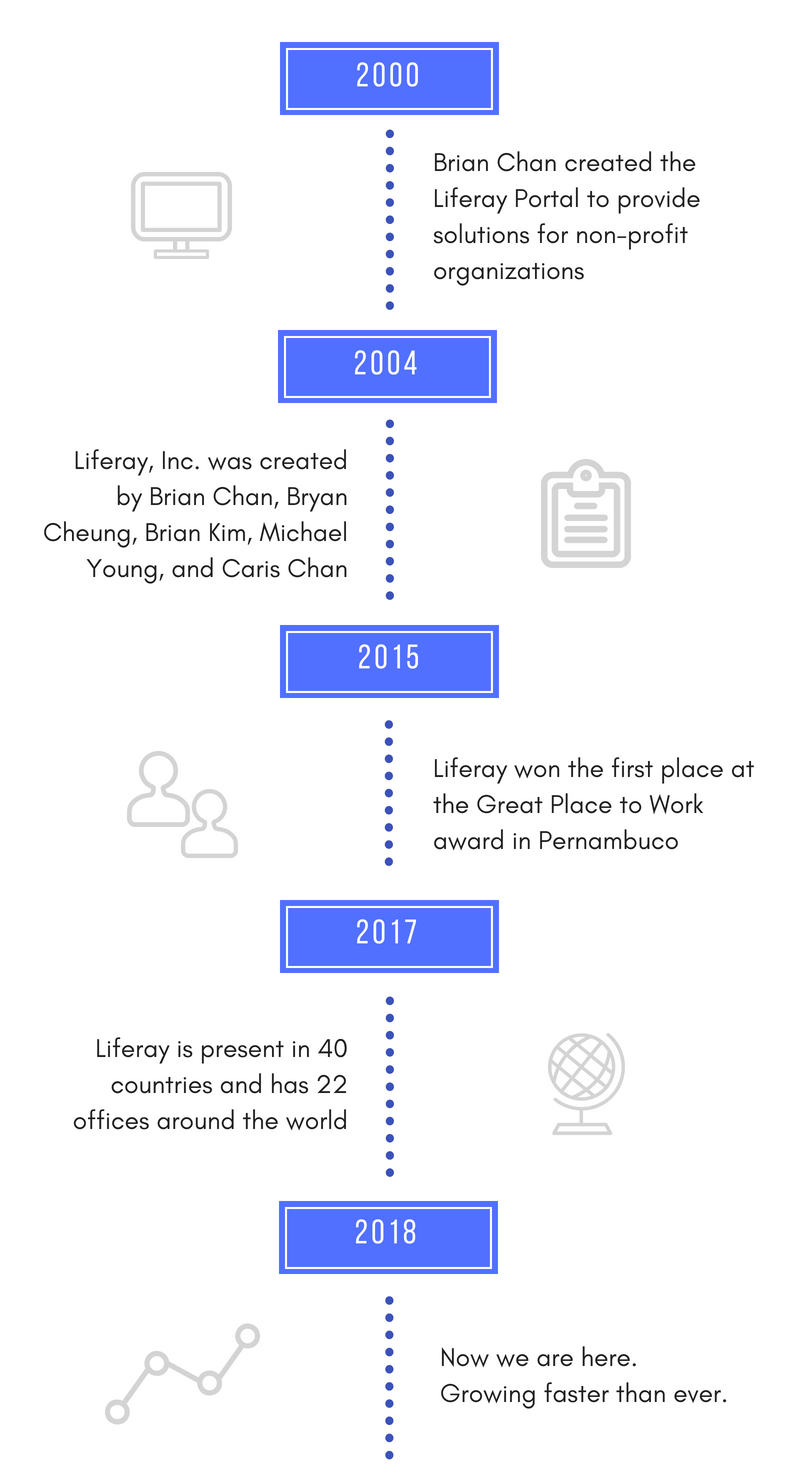 2000
Brian Chan created the
Liferay Portal to provide
solutions for non-profit
organizations
2004
Liferay, Inc. was created
by Brian Chan, Bryan
Cheung, Brian Kim, Michael
Young, and Caris Chan
2015
Liferay won the first place at
the Great Place to Work
award in Pernambuco
2017
Liferay is present in 40
countries and has 22
offices around the world
2018
Now we are here.
Growing faster than ever.